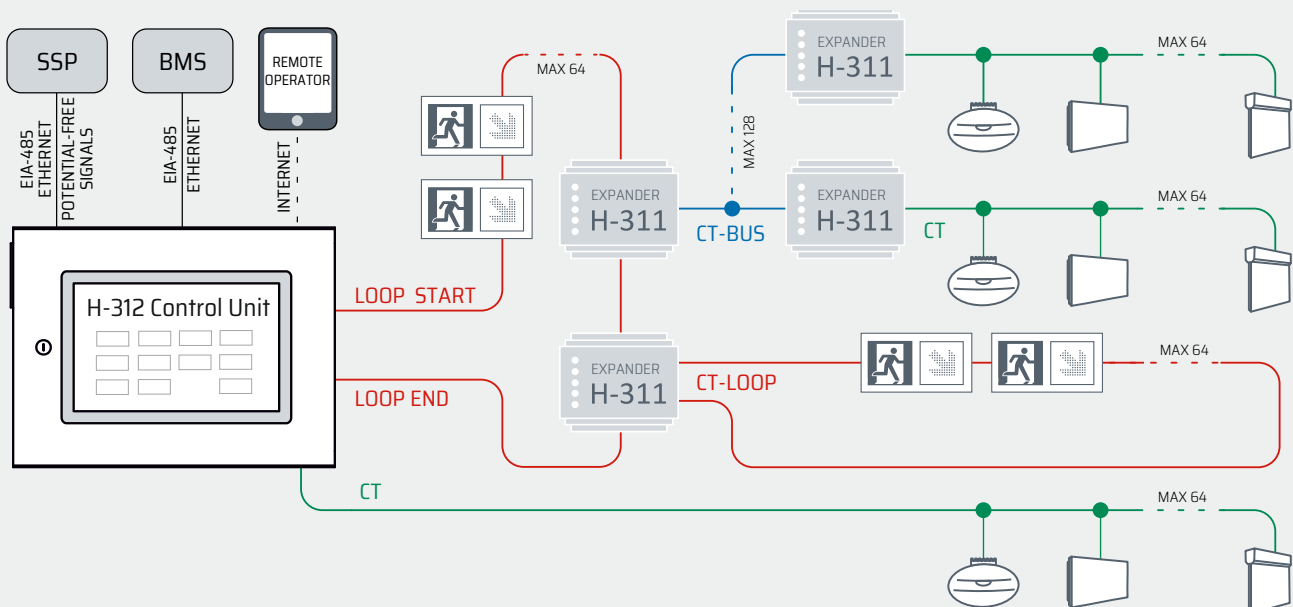 SSP
BMS
REMOTE
OPERATOR
EIA-485
ETHERNET
POTENTIAL-FREE
SIGNALS
EIA-485
ETHERNET
INTERNET
H-312 Control Unit
LOOP START
LOOP END
CT
MAX 64
EXPANDER
H-311
EXPANDER
H-311
CT-BUS
MAX 128
EXPANDER
H-311
MAX 64
EXPANDER
H-311
CT
MAX 64
CT-LOOP
MAX 64
MAX 64